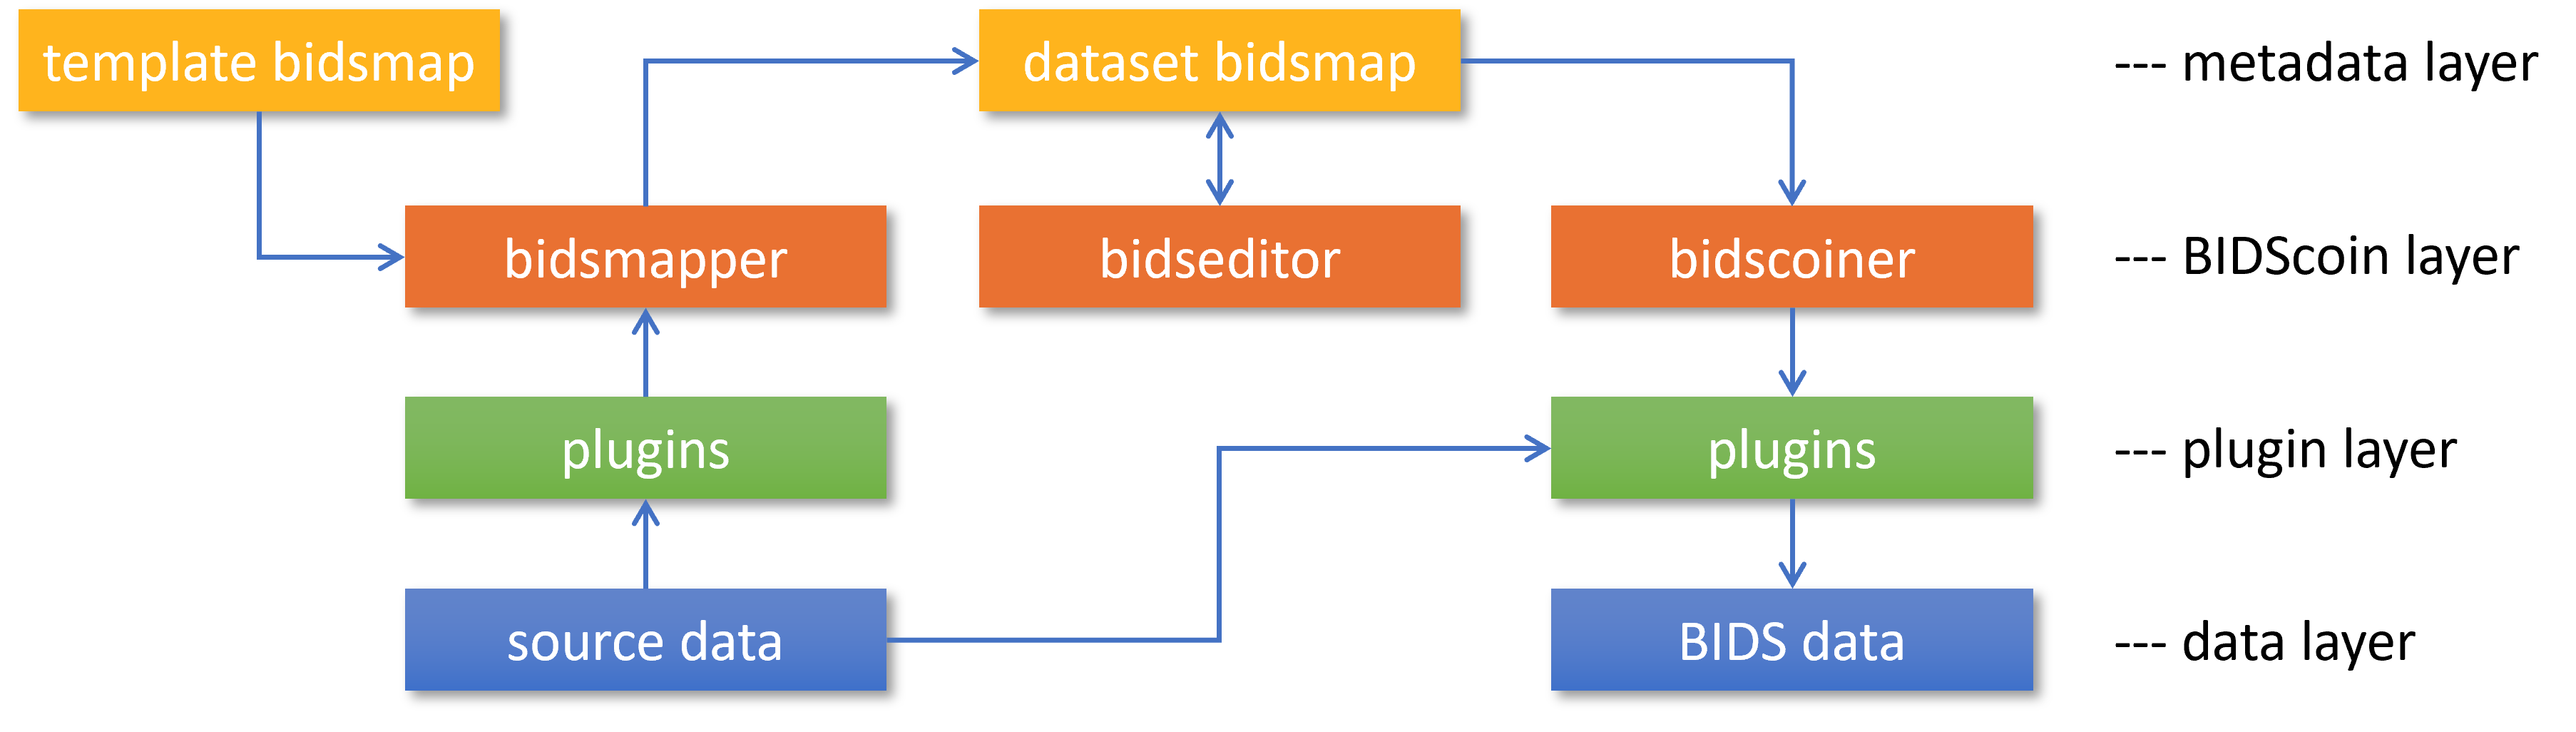 template bidsmap
dataset bidsmap
--- metadata layer
bidsmapper
bidseditor
bidscoiner
--- BIDScoin layer
plugins
plugins
--- plugin layer
source data
BIDS data
--- data layer